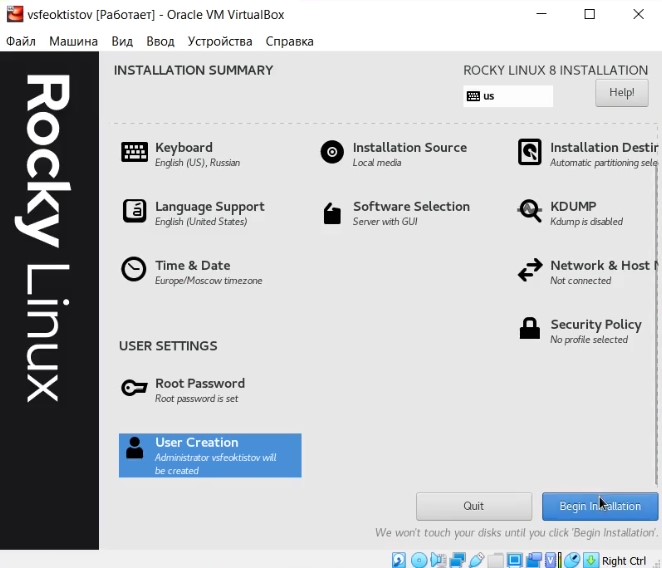 vsfeoktistov [Работает] - Oracle VM VirtualBox
Файл Машина Вид Ввод Устройства Справка
Rocky Linux
INSTALLATION SUMMARY
ROCKY LINUX 8 INSTALLATION
us
Help!
Keyboard
English (US), Russian
Installation Source
Local media
Installation Destin
Automatic partitioning sele
Language Support
English (United States)
Software Selection
Server with GUI
KDUMP
Kdump is disabled
Time & Date
Europe/Moscow timezone
Network & Host N
Not connected
Security Policy
No profile selected
USER SETTINGS
Root Password
Root password is set
User Creation
Administrator vsfeoktistov will
be created
Quit
Begin Installation
We won't touch your disks until you click 'Begin Installation'.
Right Ctrl